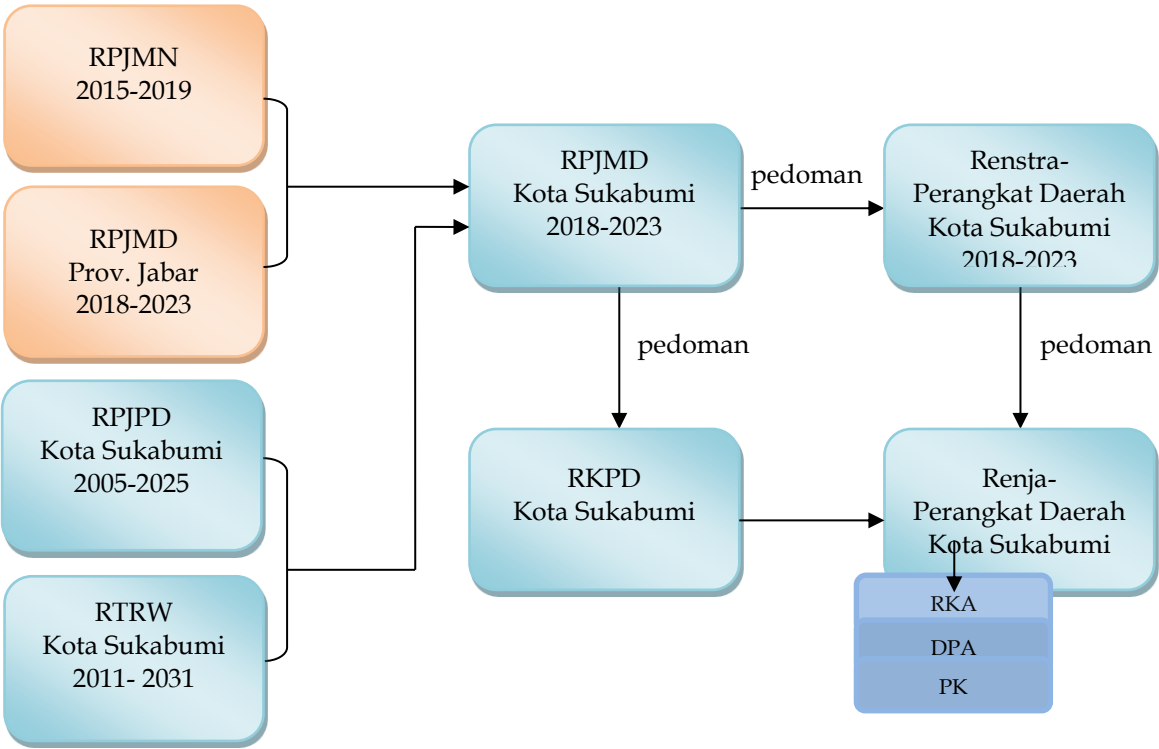 RPJMN
2015-2019
RPJMD
Prov. Jabar
2018-2023
RPJPD
Kota Sukabumi
2005-2025
RTRW
Kota Sukabumi
2011- 2031
RPJMD
Kota Sukabumi
2018-2023
pedoman
Renstra-
Perangkat Daerah
Kota Sukabumi
2018-2023
pedoman
pedoman
RKPD
Kota Sukabumi
Renja-
Perangkat Daerah
Kota Sukabumi
RKA
DPA
PK